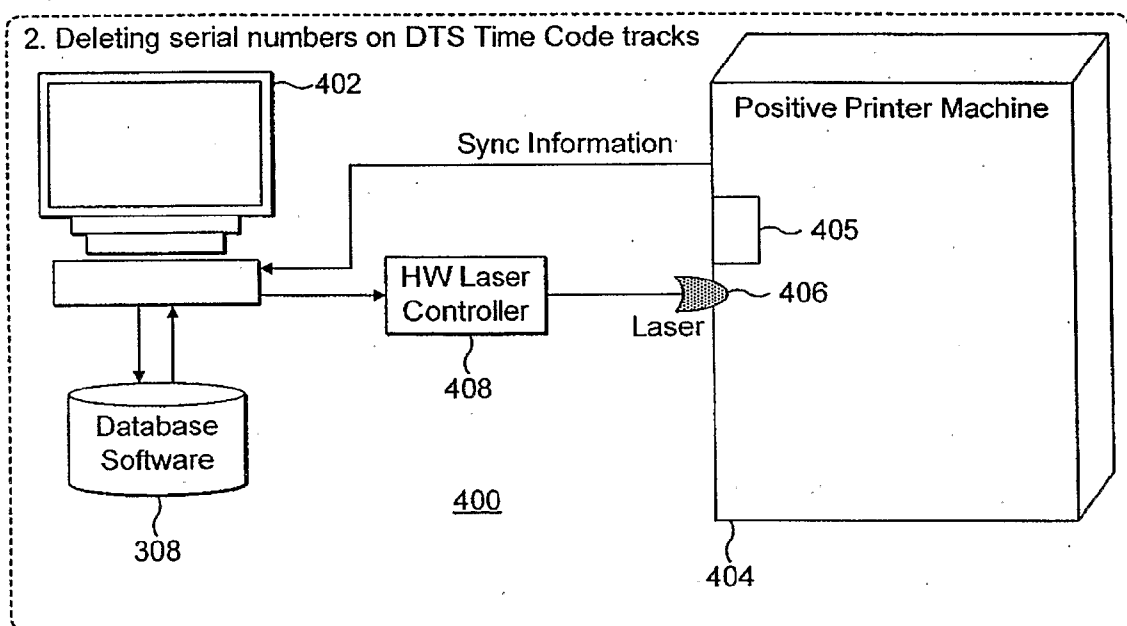 2. Deleting serial numbers on DTS Time Code tracks
402
Positive Printer Machine
Sync Information
405
HW Laser
Controller
406
Laser
408
Database
Software
400
308
404